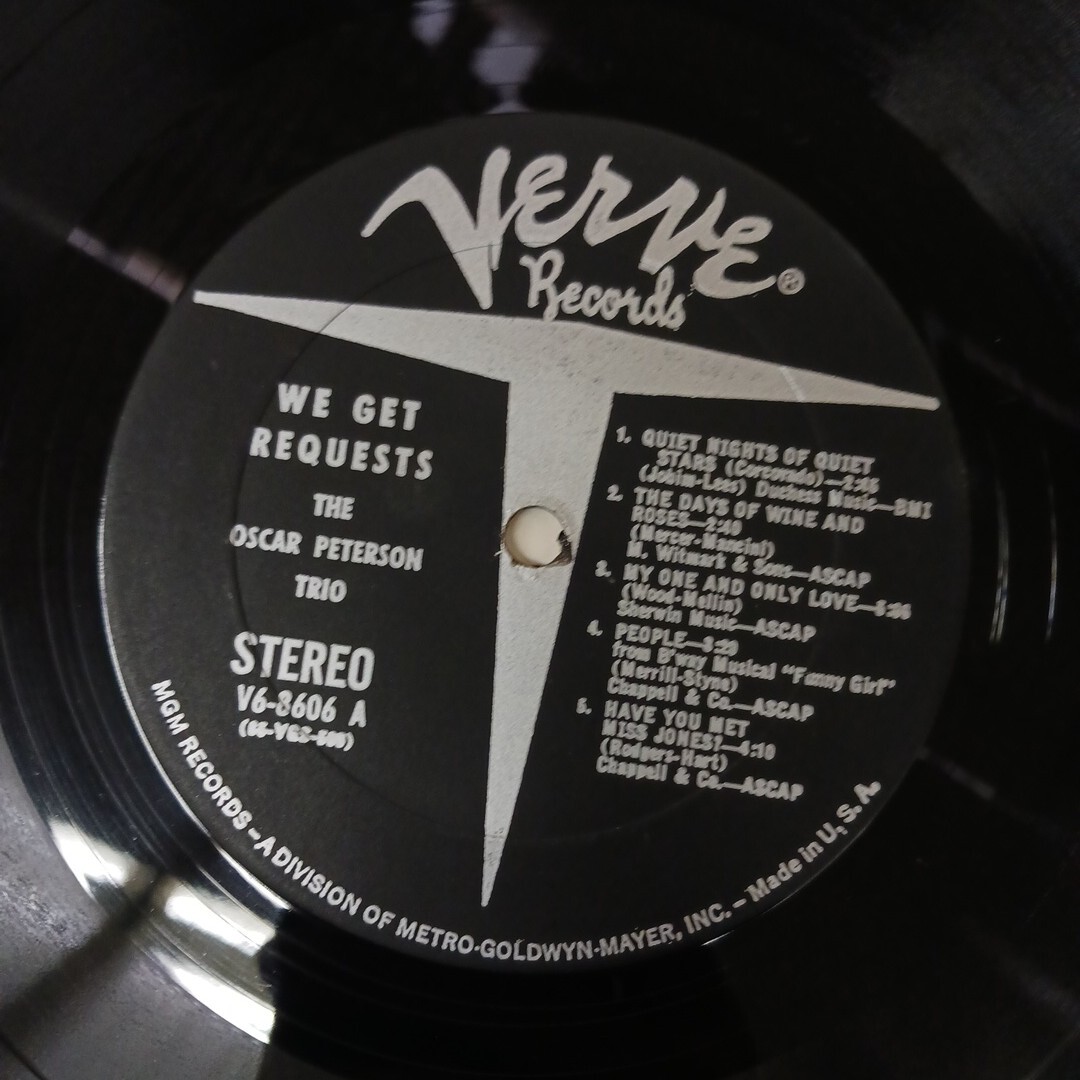 Verve
Records®
WE GET
REQUESTS
THE
OSCAR PETERSON
TRIO
STEREO
V6-8606 A
1. QUIET NIGHTS OF QUIET
STARS (Corcovado)—2:45
(Jobim-Lees) Duchess Music—BMI
2. THE DAYS OF WINE AND
ROSES—2:40
(Mercer-Mancini)
M. Witmark & Sons—ASCAP
3. MY ONE AND ONLY LOVE
(Wood-Mellin)
Sherwin Music—ASCAP
4. PEOPLE
from B'way Musical "Funny Girl"
(Merrill-Styne)
Chappell & Co.—ASCAP
5. HAVE YOU MET
MISS JONES?—4:10
(Rodgers-Hart)
Chappell & Co.—ASCAP
MGM RECORDS – A DIVISION OF METRO-GOLDWYN-MAYER, INC. – Made in U. S. A.